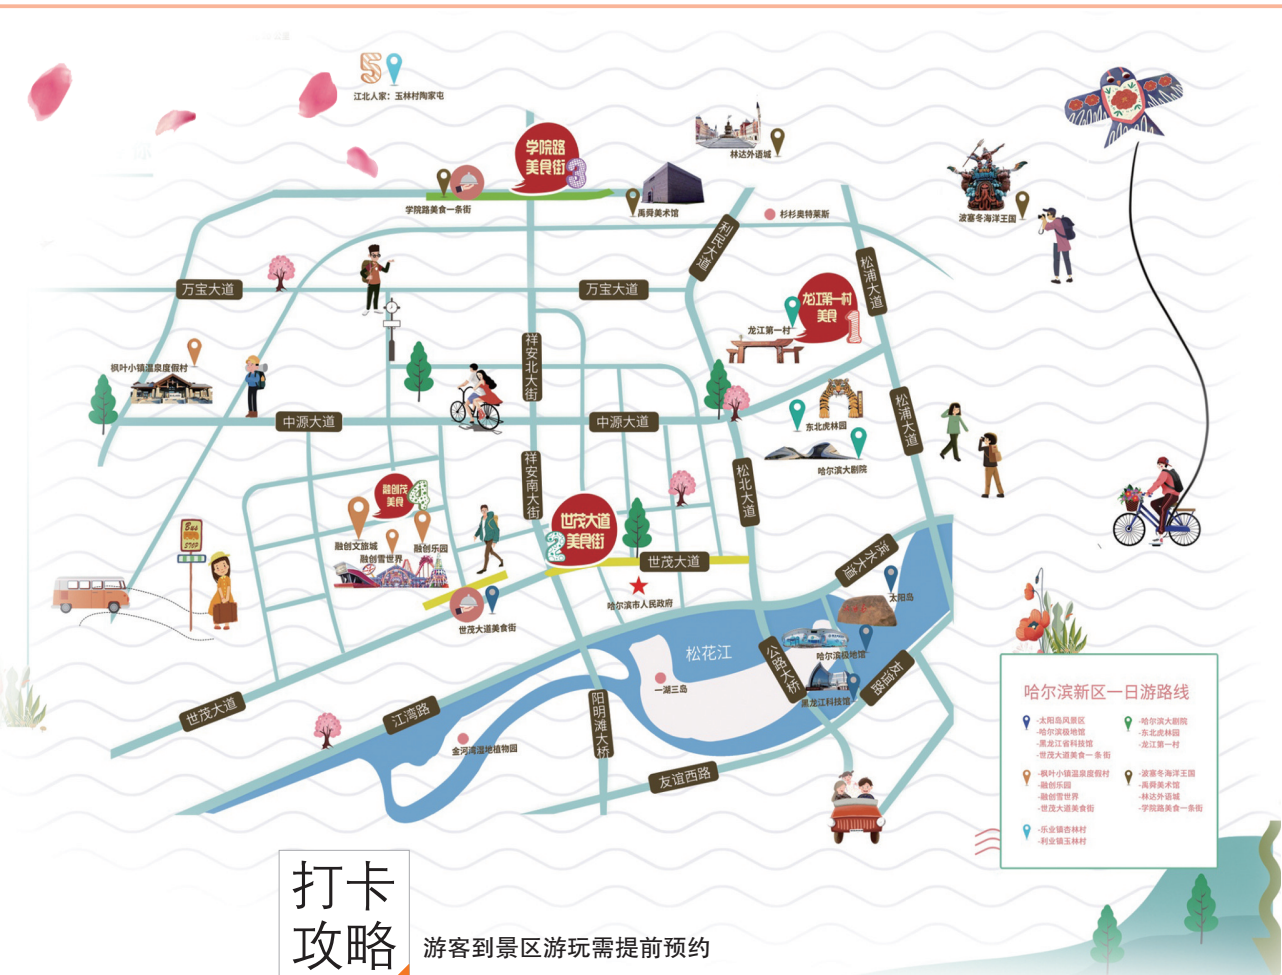 5
江北人家：玉林村陶家屯
学院路
美食街3
林达外语城
学院路美食一条街
禹舜美术馆
杉杉奥特莱斯
波塞冬海洋王国
利民大道
松浦大道
万宝大道
万宝大道
龙江第一村
美食
1
龙江第一村
祥安北大街
枫叶小镇温泉度假村
中源大道
中源大道
松浦大道
东北虎林园
哈尔滨大剧院
祥安南大街
松北大道
融创茂
美食
4
世茂大道
2美食街
Bus
STOP
融创文旅城
融创乐园
融创雪世界
世茂大道
滨水大道
太阳岛
哈尔滨市人民政府
世茂大道美食街
松花江
公路大桥
哈尔滨极地馆
友谊路
一湖三岛
黑龙江科技馆
世茂大道
江湾路
阳明滩大桥
金河湾湿地植物园
友谊西路
哈尔滨新区一日游路线
-太阳岛风景区
-哈尔滨极地馆
-黑龙江省科技馆
-世茂大道美食一条街
-哈尔滨大剧院
-东北虎林园
-龙江第一村
-枫叶小镇温泉度假村
-融创乐园
-融创雪世界
-世茂大道美食街
-波塞冬海洋王国
-禹舜美术馆
-林达外语城
-学院路美食一条街
-乐业镇杏林村
-利业镇玉林村
打卡
攻略
游客到景区游玩需提前预约